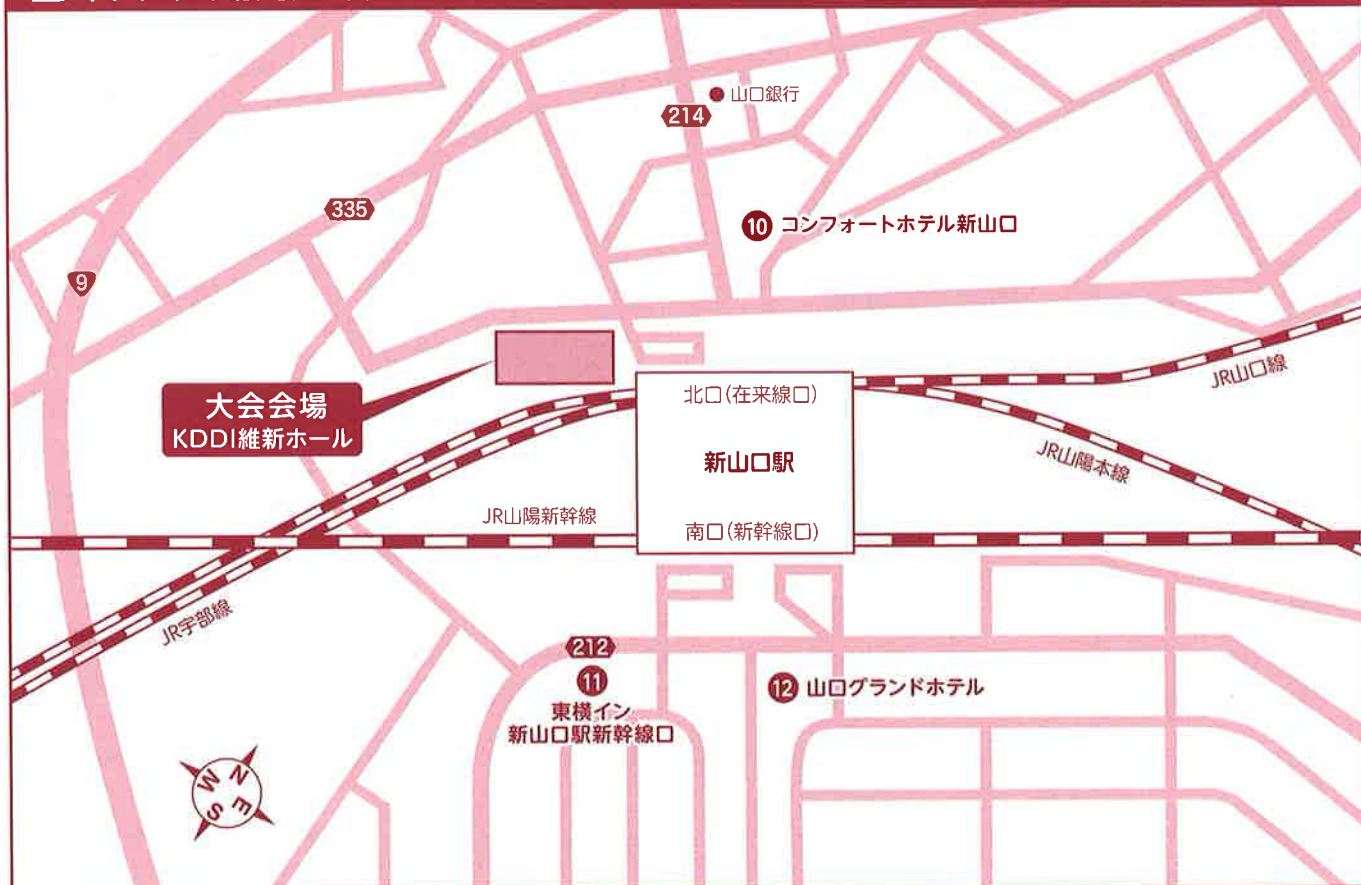 山口銀行
214
335
10 コンフォートホテル新山口
9
JR山口線
大会会場
KDDI維新ホール
北口(在来線口)
新山口駅
南口(新幹線口)
JR山陽本線
JR山陽新幹線
JR宇部線
212
11
東横イン
新山口駅新幹線口
12 山口グランドホテル
N
W
E
S